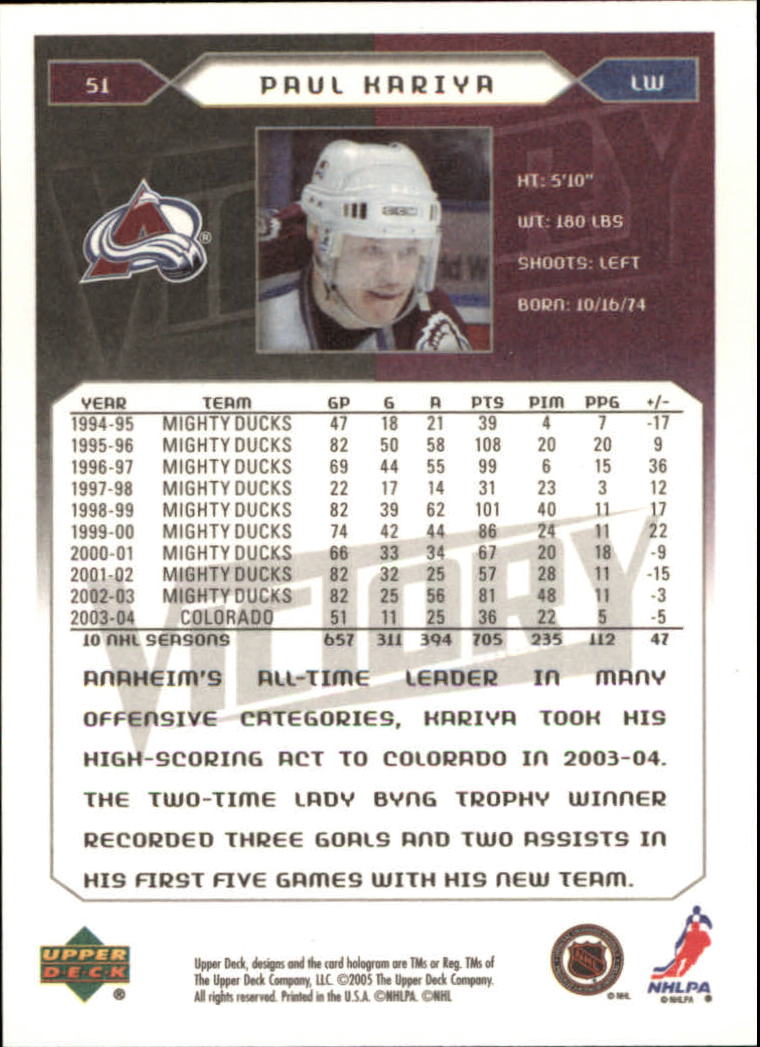 51 PAUL KARIYA LW
VICTORY
HT: 5'10"
WT: 180 LBS
SHOOTS: LEFT
BORN: 10/16/74
CCM
®
YEAR TEAM GP G A PTS PIM PPG +/-
1994-95 MIGHTY DUCKS 47 18 21 39 4 7 -17
1995-96 MIGHTY DUCKS 82 50 58 108 20 20 9
1996-97 MIGHTY DUCKS 69 44 55 99 6 15 36
1997-98 MIGHTY DUCKS 22 17 14 31 23 3 12
1998-99 MIGHTY DUCKS 82 39 62 101 40 11 17
1999-00 MIGHTY DUCKS 74 42 44 86 24 11 22
2000-01 MIGHTY DUCKS 66 33 34 67 20 18 -9
2001-02 MIGHTY DUCKS 82 32 25 57 28 11 -15
2002-03 MIGHTY DUCKS 82 25 56 81 48 11 -3
2003-04 COLORADO 51 11 25 36 22 5 -5
10 NHL SEASONS 657 311 394 705 235 112 47
VICTORY
ANAHEIM'S ALL-TIME LEADER IN MANY
OFFENSIVE CATEGORIES, KARIYA TOOK HIS
HIGH-SCORING ACT TO COLORADO IN 2003-04.
THE TWO-TIME LADY BYNG TROPHY WINNER
RECORDED THREE GOALS AND TWO ASSISTS IN
HIS FIRST FIVE GAMES WITH HIS NEW TEAM.
UPPER
DECK
®
Upper Deck, designs and the card hologram are TMs or Reg. TMs of
The Upper Deck Company, LLC. ©2005 The Upper Deck Company.
All rights reserved. Printed in the U.S.A. ©NHLPA. ©NHL
NHL
© NHL
NHLPA
© NHLPA ®